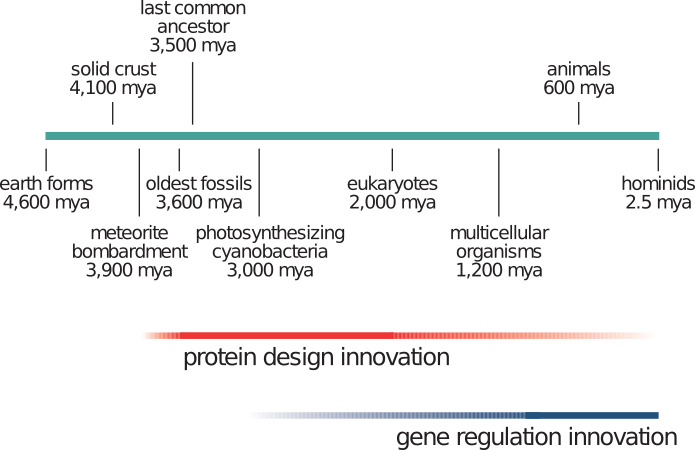 last common
ancestor
3,500 mya
solid crust
4,100 mya
animals
600 mya
earth forms
4,600 mya
oldest fossils
3,600 mya
eukaryotes
2,000 mya
hominids
2.5 mya
meteorite
bombardment
3,900 mya
photosynthesizing
cyanobacteria
3,000 mya
multicellular
organisms
1,200 mya
protein design innovation
gene regulation innovation